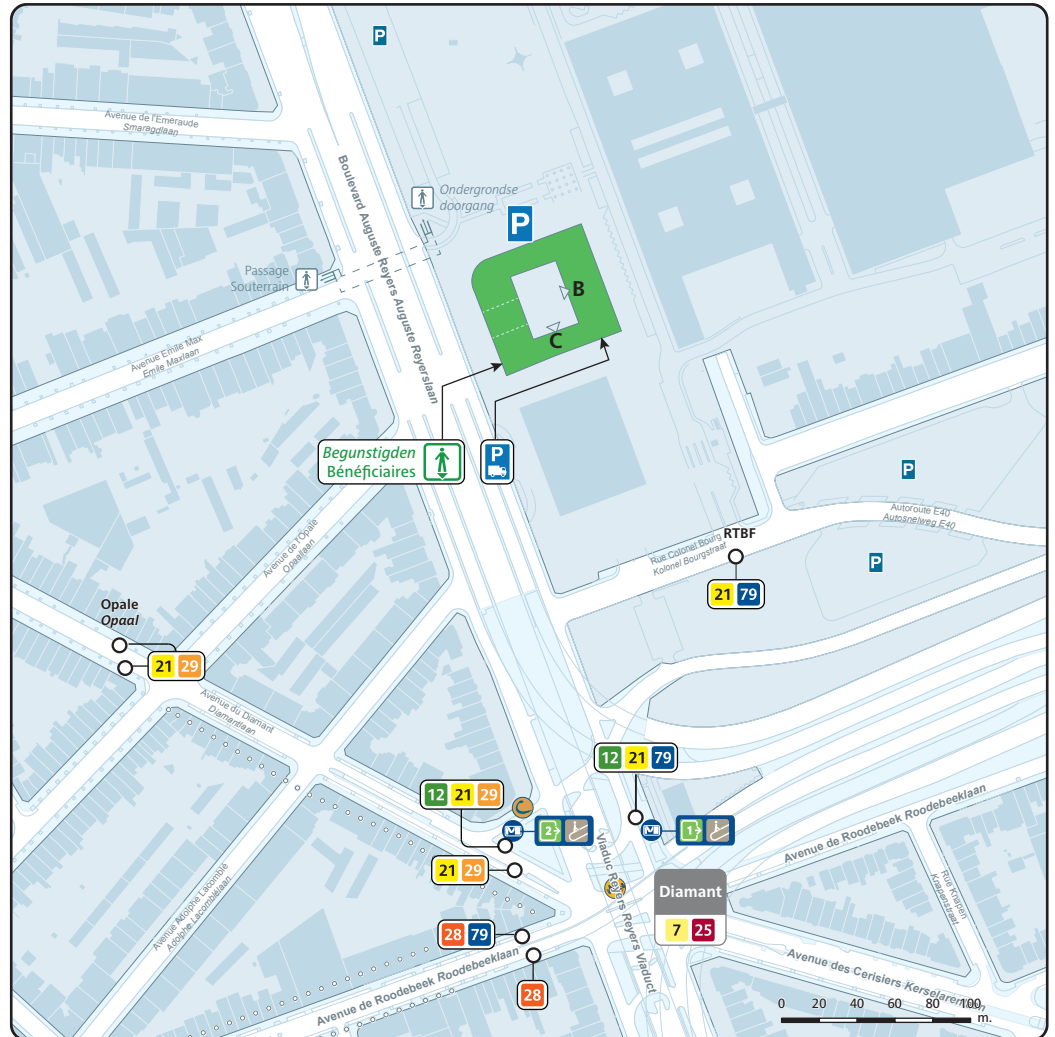 P
Avenue de l'Emeraude
Smaragdlaan
Boulevard Auguste Reyers Auguste Reyerslaan
Ondergrondse
doorgang
P
Passage
Souterrain
B
C
Avenue Emile Max
Emile Maxlaan
Begunstigden
Bénéficiaires
P
P
Autoroute E40
Autosnelweg E40
Rue Colonel Bourg
Kolonel Bourgstraat
RTBF
21 79
P
Avenue de l'Opale
Opaallaan
Opale
Opaal
21 29
Avenue du Diamant
Diamantlaan
12 21 79
12 21 29
M 2
M 1
21 29
Viaduc Reyers Reyers Viaduct
Avenue de Roodebeek Roodebeeklaan
Rue Knapen
Knapenstraat
Diamant
7 25
Avenue Adolphe Lacomblé
Adolphe Lacomblélaan
28 79
28
Avenue de Roodebeek Roodebeeklaan
Avenue des Cerisiers Kerselarenlaan
0 20 40 60 80 100
m.